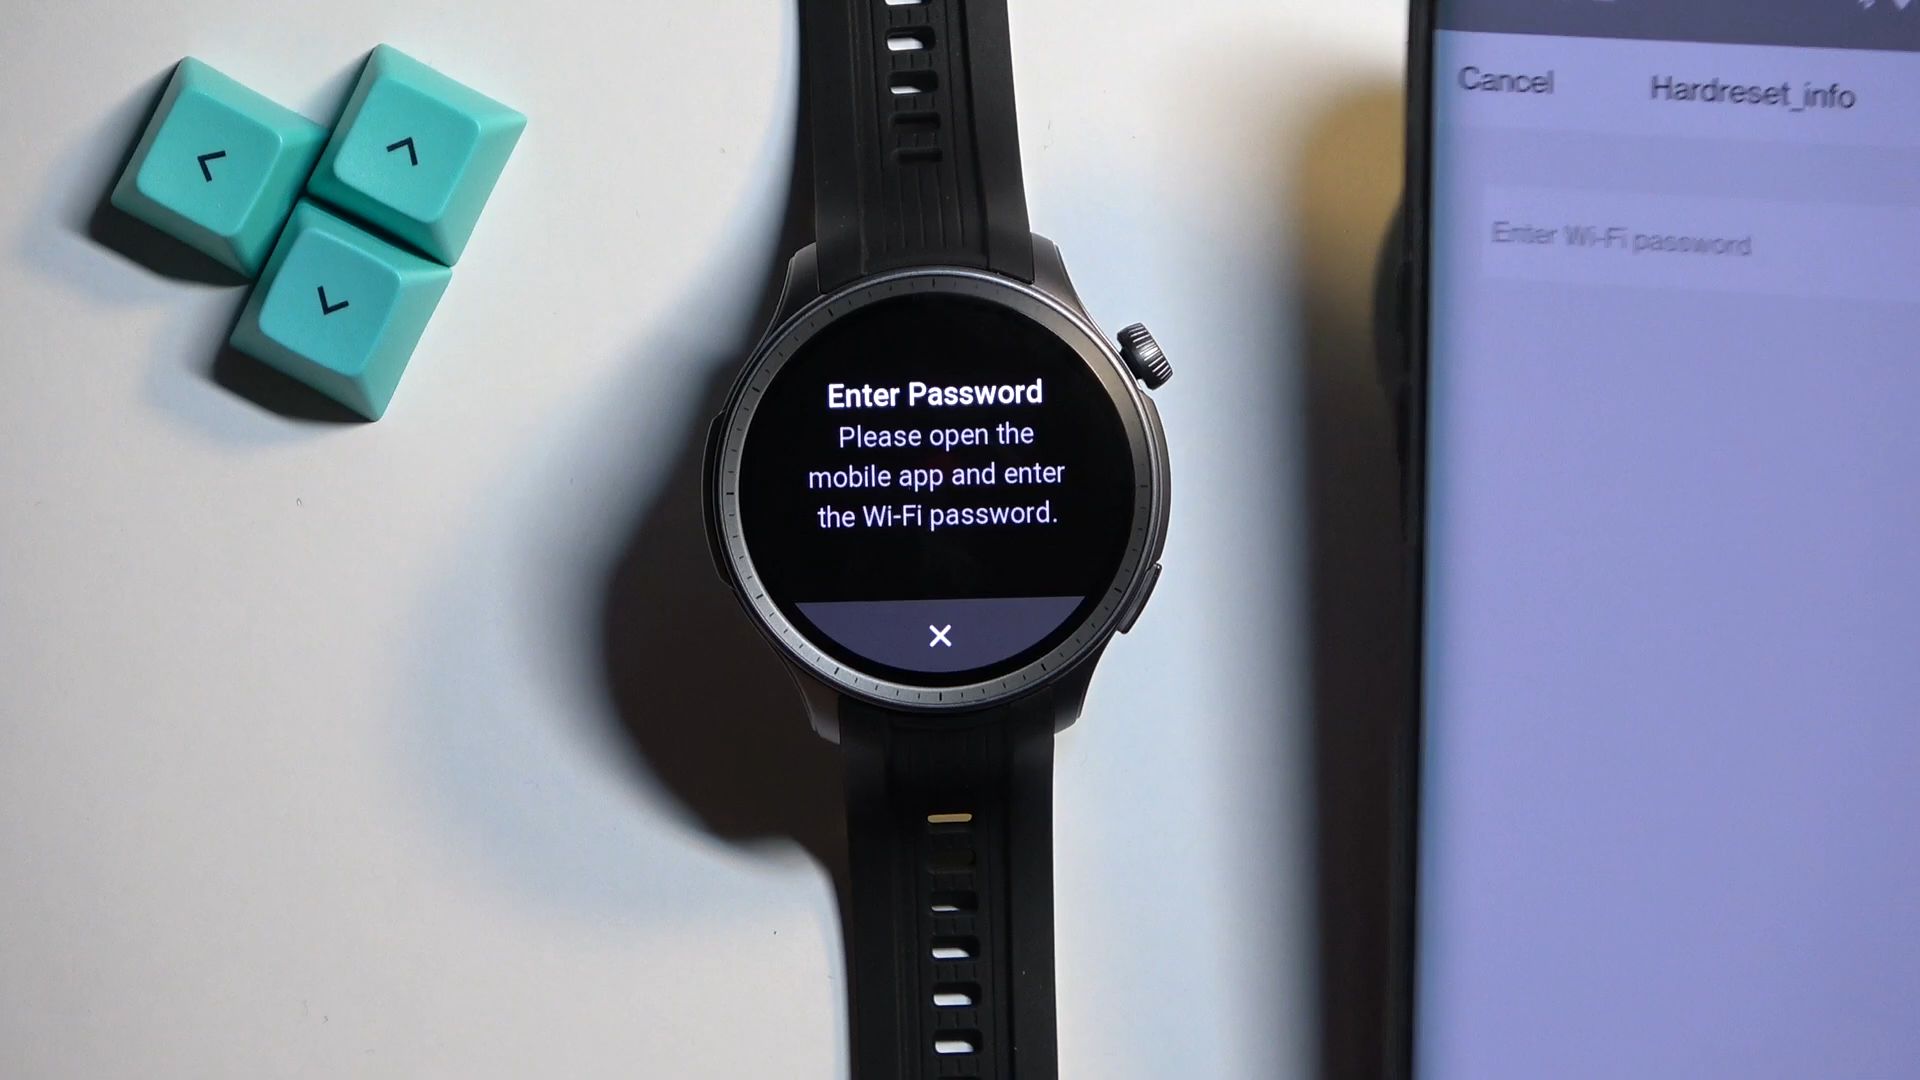 Enter Password
Please open the
mobile app and enter
the Wi-Fi password.
Cancel Hardreset_info
Enter Wi-Fi password